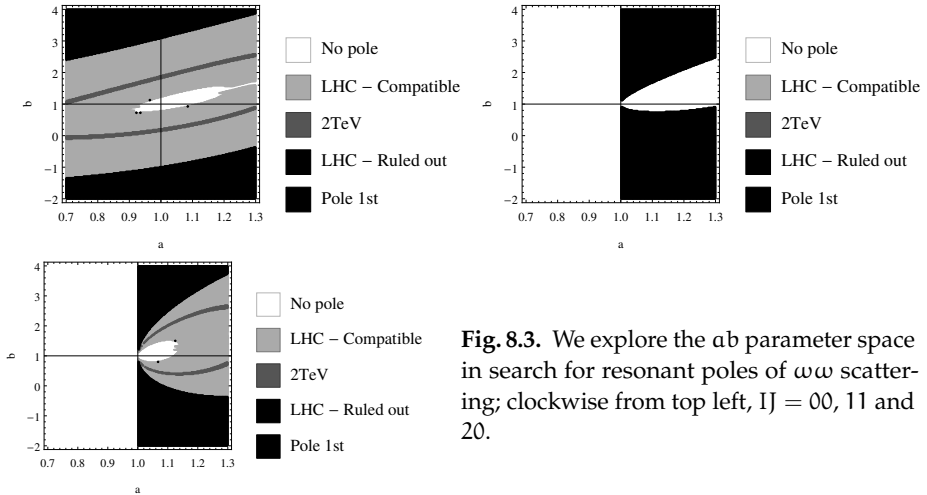 4
3
2
1
0
−1
−2
b
0.7 0.8 0.9 1.0 1.1 1.2 1.3
a
No pole
LHC − Compatible
2TeV
LHC − Ruled out
Pole 1st
4
3
2
1
0
−1
−2
b
0.7 0.8 0.9 1.0 1.1 1.2 1.3
a
No pole
LHC − Compatible
2TeV
LHC − Ruled out
Pole 1st
4
3
2
1
0
−1
−2
b
0.7 0.8 0.9 1.0 1.1 1.2 1.3
a
No pole
LHC − Compatible
2TeV
LHC − Ruled out
Pole 1st
Fig. 8.3. We explore the ab parameter space
in search for resonant poles of ωω scatter-
ing; clockwise from top left, IJ = 00, 11 and
20.